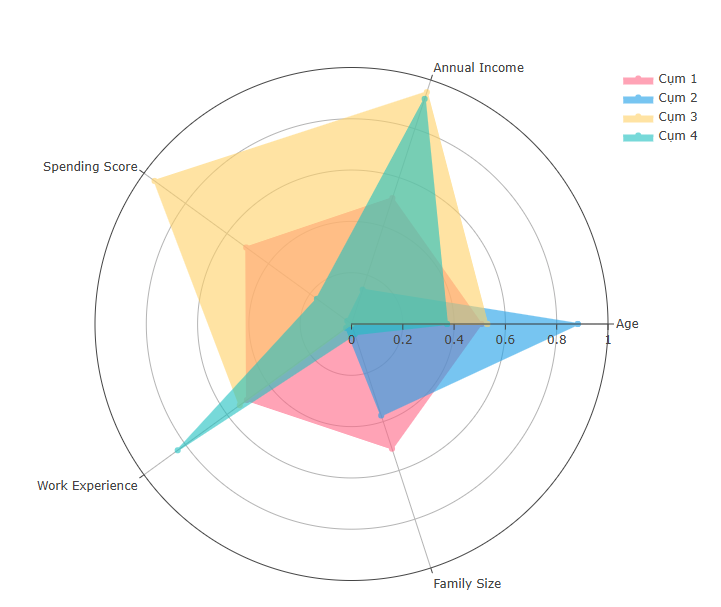 Annual Income
Cụm 1
Cụm 2
Cụm 3
Cụm 4
Spending Score
Age
0
0.2
0.4
0.6
0.8
1
Work Experience
Family Size